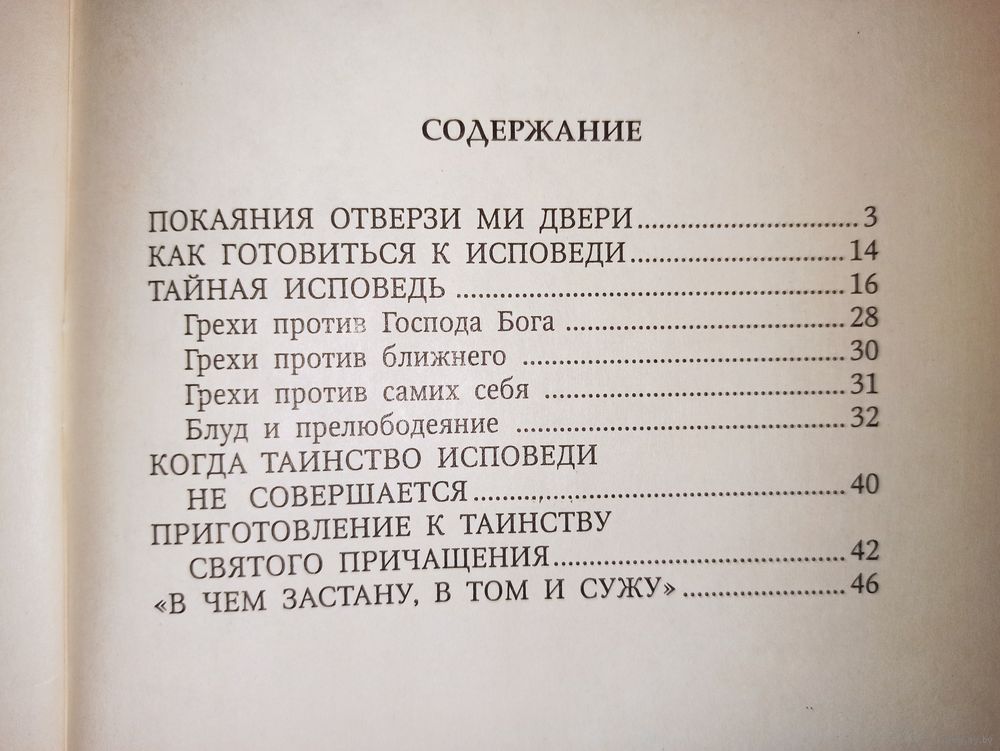 СОДЕРЖАНИЕ
ПОКАЯНИЯ ОТВЕРЗИ МИ ДВЕРИ..............................3
КАК ГОТОВИТЬСЯ К ИСПОВЕДИ..............................14
ТАЙНАЯ ИСПОВЕДЬ ..............................16
Грехи против Господа Бога ..............................28
Грехи против ближнего ..............................30
Грехи против самих себя ..............................31
Блуд и прелюбодеяние ..............................32
КОГДА ТАИНСТВО ИСПОВЕДИ
НЕ СОВЕРШАЕТСЯ..............................40
ПРИГОТОВЛЕНИЕ К ТАИНСТВУ
СВЯТОГО ПРИЧАЩЕНИЯ..............................42
«В ЧЕМ ЗАСТАНУ, В ТОМ И СУЖУ» ..............................46